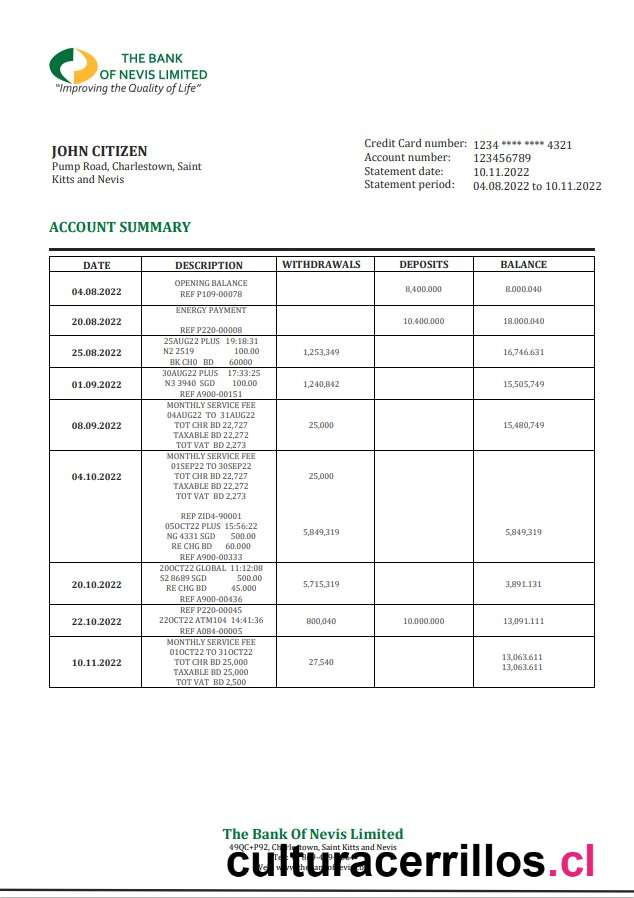 THE BANK
OF NEVIS LIMITED
"Improving the Quality of Life"
JOHN CITIZEN
Pump Road, Charlestown, Saint
Kitts and Nevis
Credit Card number: 1234 **** **** 4321
Account number: 123456789
Statement date: 10.11.2022
Statement period: 04.08.2022 to 10.11.2022
ACCOUNT SUMMARY
DATE DESCRIPTION WITHDRAWALS DEPOSITS BALANCE
OPENING BALANCE
04.08.2022 8,400.000 8.000.040
REF P109-00078
ENERGY PAYMENT
20.08.2022 10.400.000 18.000.040
REF P220-00008
25AUG22 PLUS 19:18:31
25.08.2022 N2 2519 100.00 1,253,349 16,746.631
BK CH0 BD 60000
30AUG22 PLUS 17:33:25
01.09.2022 N3 3940 SGD 100.00 1,240,842 15,505,749
REF A900-00151
MONTHLY SERVICE FEE
04AUG22 TO 31AUG22
08.09.2022 TOT CHR BD 22,727 25,000 15,480,749
TAXABLE BD 22,272
TOT VAT BD 2,273
MONTHLY SERVICE FEE
01SEP22 TO 30SEP22
04.10.2022 TOT CHR BD 22,727 25,000
TAXABLE BD 22,272
TOT VAT BD 2,273
REP ZID4-90001
05OCT22 PLUS 15:56:22
NG 4331 SGD 500.00 5,849,319 5,849,319
RE CHG BD 60.000
REF A900-00333
20OCT22 GLOBAL 11:12:08
20.10.2022 S2 8689 SGD 500.00 5,715,319 3,891.131
RE CHG BD 45.000
REF A900-00436
REF P220-00045
22.10.2022 22OCT22 ATM104 14:41:36 800,040 10.000.000 13,091.111
REF A084-00005
MONTHLY SERVICE FEE
01OCT22 TO 31OCT22 13,063.611
10.11.2022 TOT CHR BD 25,000 27,540 13,063.611
TAXABLE BD 25,000
TOT VAT BD 2,500
The Bank Of Nevis Limited
49QC+P92, Charlestown, Saint Kitts and Nevis
culturacerrillos.cl